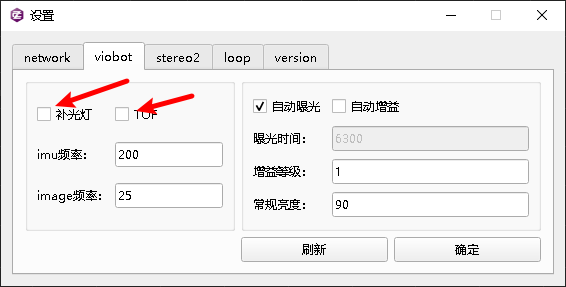 设置
network viobot stereo2 loop version
补光灯 TOF
imu频率: 200
image频率: 25
自动曝光 自动增益
曝光时间: 6300
增益等级: 1
常规亮度: 90
刷新 确定